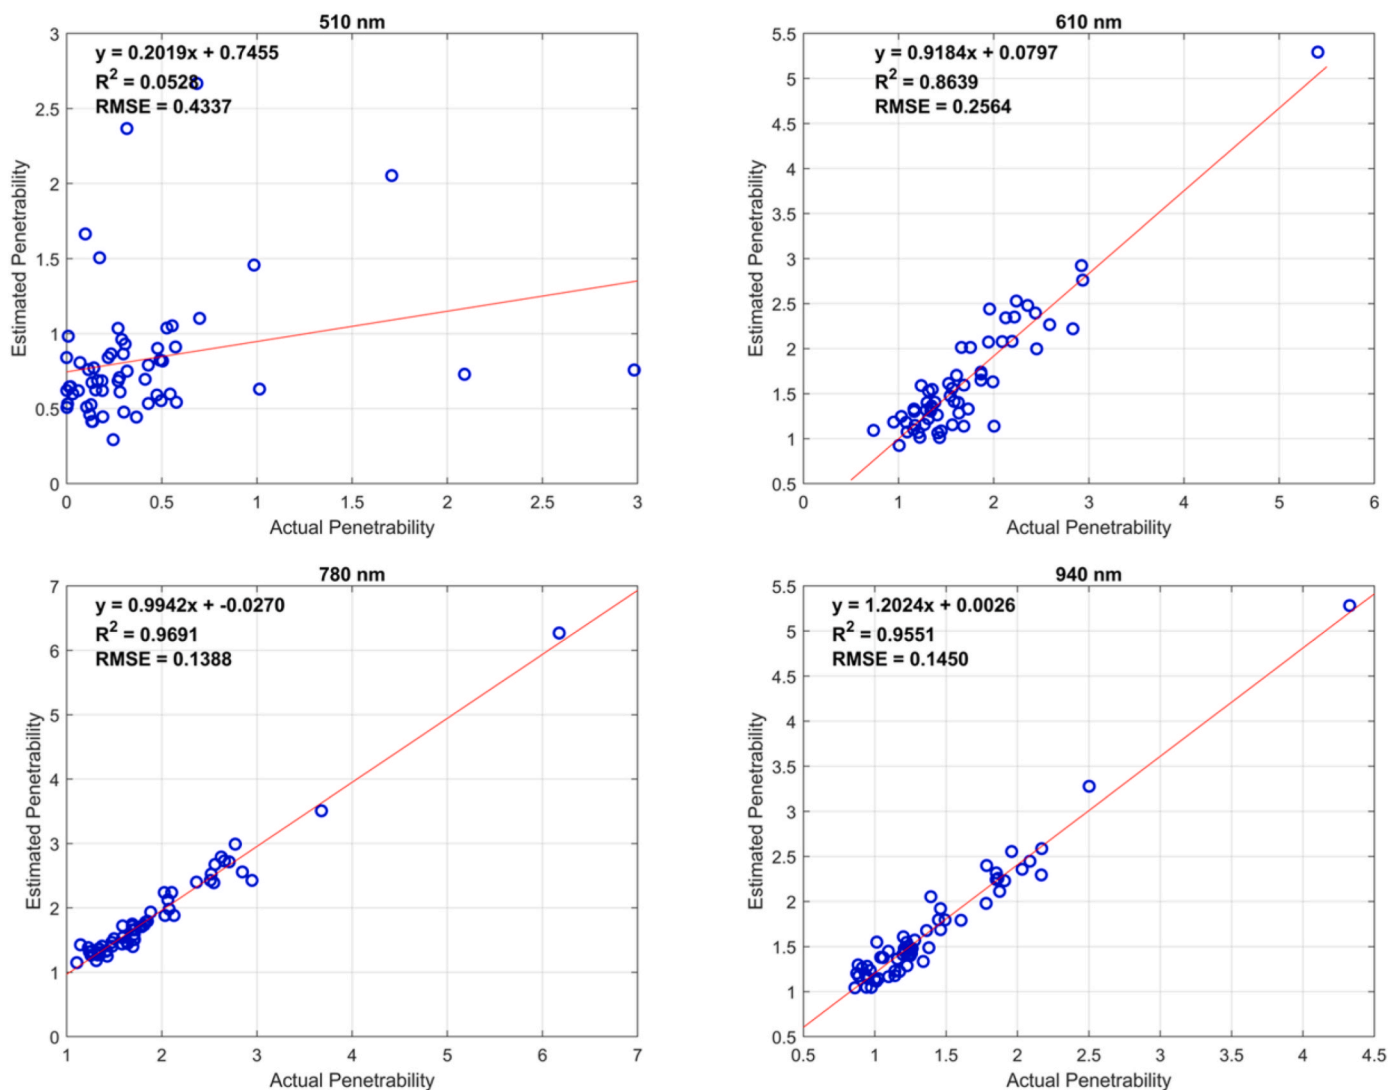 510 nm
y = 0.2019x + 0.7455
R² = 0.0528
RMSE = 0.4337
3
2.5
2
1.5
1
0.5
0
Estimated Penetrability
0 0.5 1 1.5 2 2.5 3
Actual Penetrability
610 nm
y = 0.9184x + 0.0797
R² = 0.8639
RMSE = 0.2564
5.5
5
4.5
4
3.5
3
2.5
2
1.5
1
0.5
Estimated Penetrability
0 1 2 3 4 5 6
Actual Penetrability
780 nm
y = 0.9942x + -0.0270
R² = 0.9691
RMSE = 0.1388
7
6
5
4
3
2
1
0
Estimated Penetrability
1 2 3 4 5 6 7
Actual Penetrability
940 nm
y = 1.2024x + 0.0026
R² = 0.9551
RMSE = 0.1450
5.5
5
4.5
4
3.5
3
2.5
2
1.5
1
0.5
Estimated Penetrability
0.5 1 1.5 2 2.5 3 3.5 4 4.5
Actual Penetrability